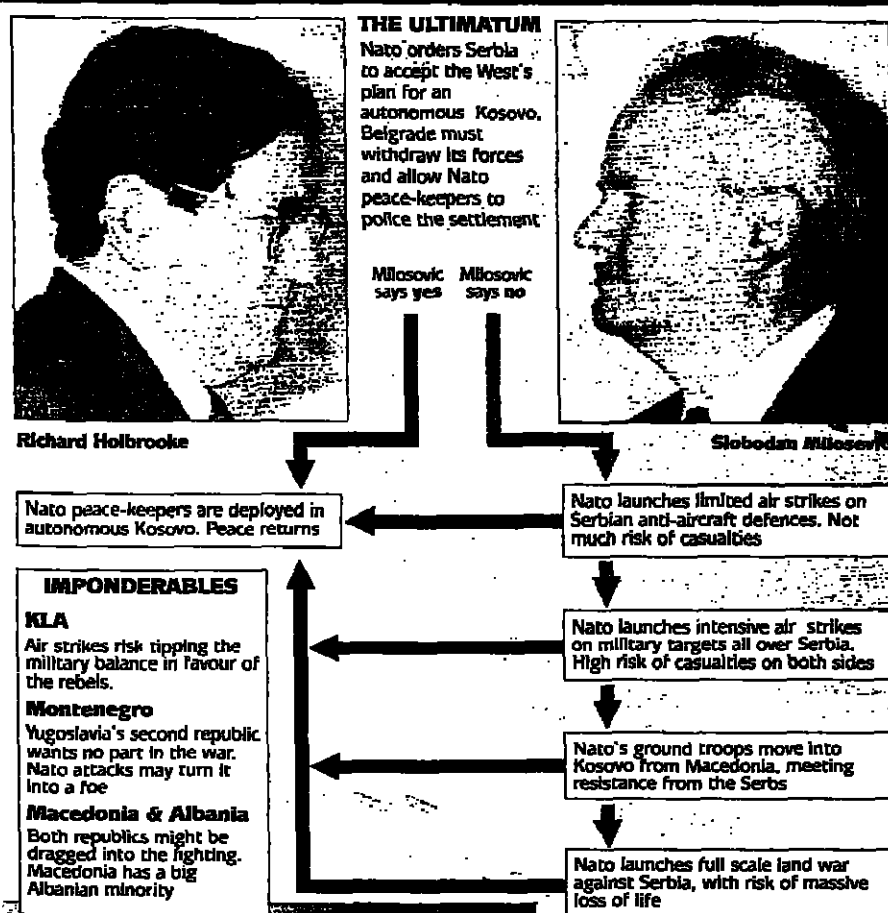 THE ULTIMATUM
Nato orders Serbia
to accept the West's
plan for an
autonomous Kosovo.
Belgrade must
withdraw its forces
and allow Nato
peace-keepers to
police the settlement
Milosovic
says yes
Milosovic
says no
Richard Holbrooke
Slobodan Milosevic
Nato peace-keepers are deployed in
autonomous Kosovo. Peace returns
Nato launches limited air strikes on
Serbian anti-aircraft defences. Not
much risk of casualties
IMPONDERABLES
KLA
Air strikes risk tipping the
military balance in favour of
the rebels.
Montenegro
Yugoslavia's second republic
wants no part in the war.
Nato attacks may turn it
into a foe
Macedonia & Albania
Both republics might be
dragged into the fighting.
Macedonia has a big
Albanian minority
Nato launches intensive air strikes
on military targets all over Serbia.
High risk of casualties on both sides
Nato's ground troops move into
Kosovo from Macedonia, meeting
resistance from the Serbs
Nato launches full scale land war
against Serbia, with risk of massive
loss of life